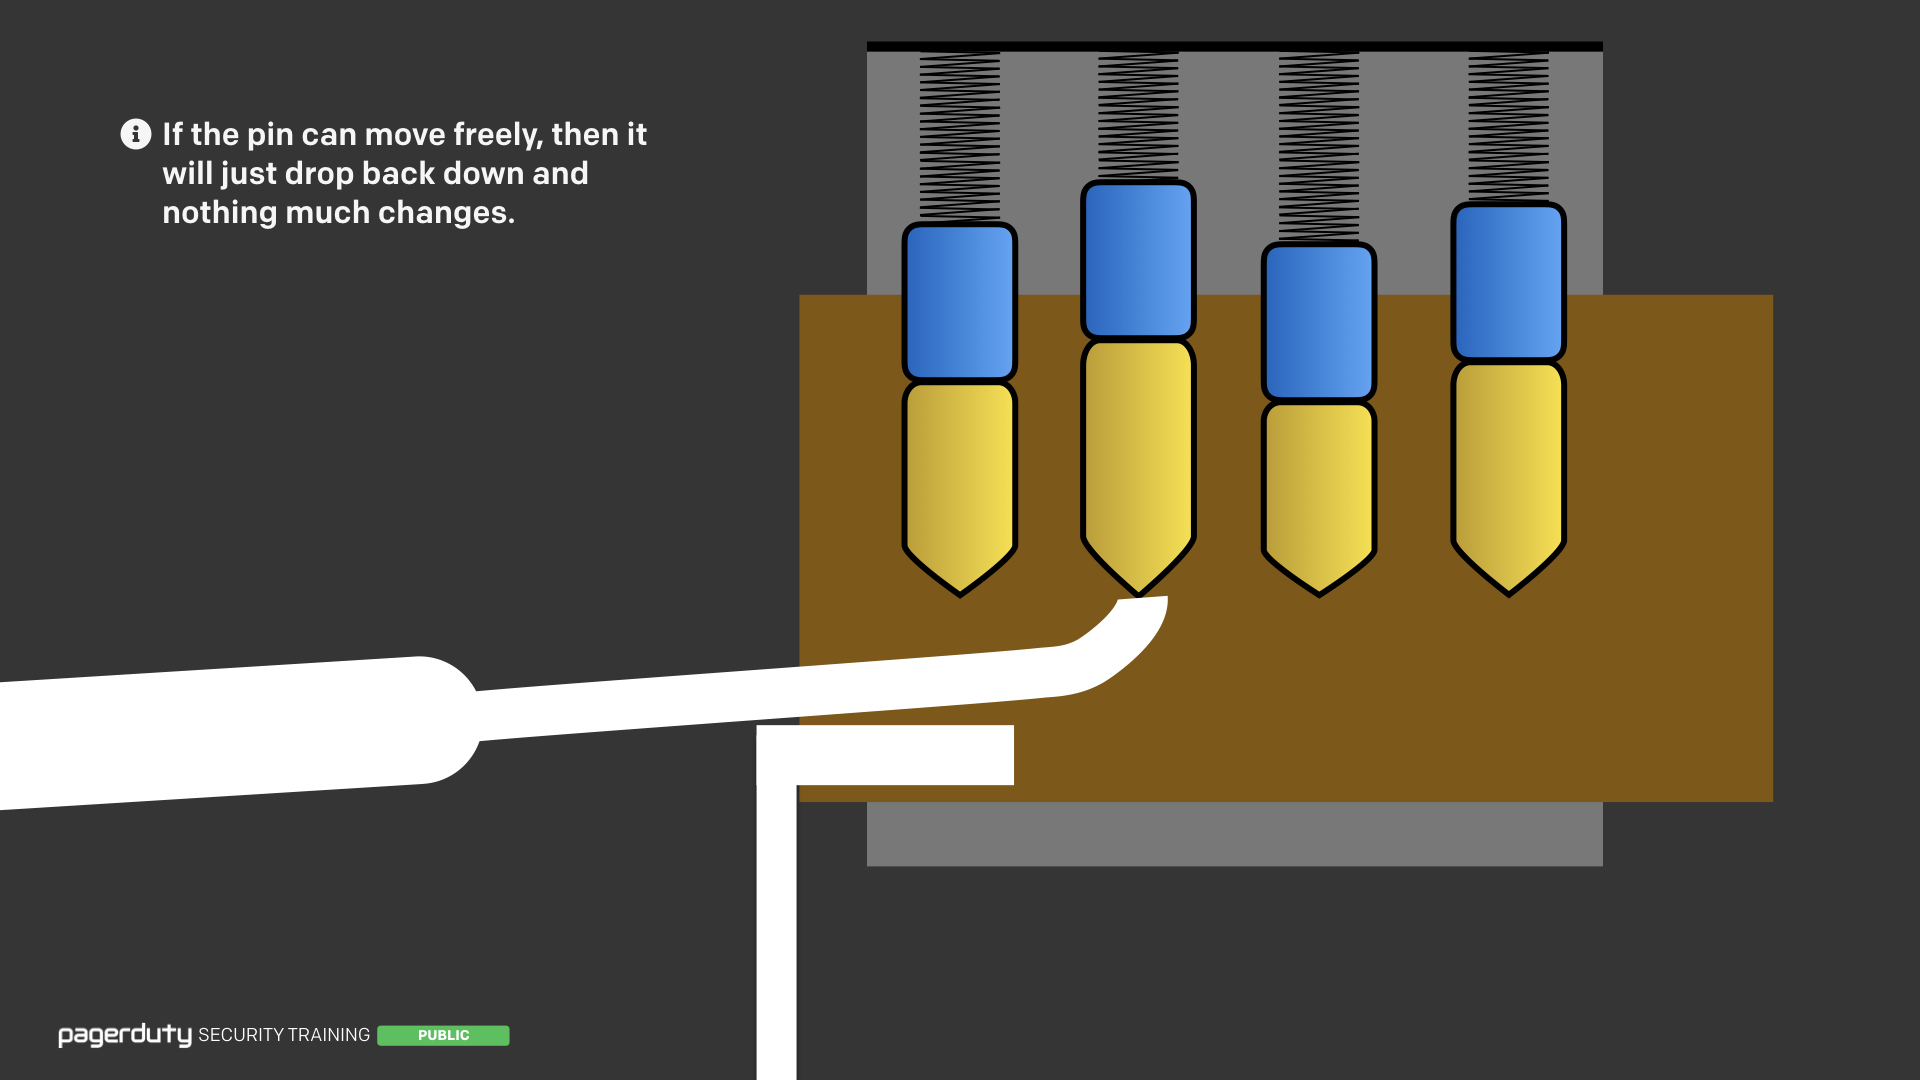 If the pin can move freely, then it
will just drop back down and
nothing much changes.
pagerduty SECURITY TRAINING PUBLIC